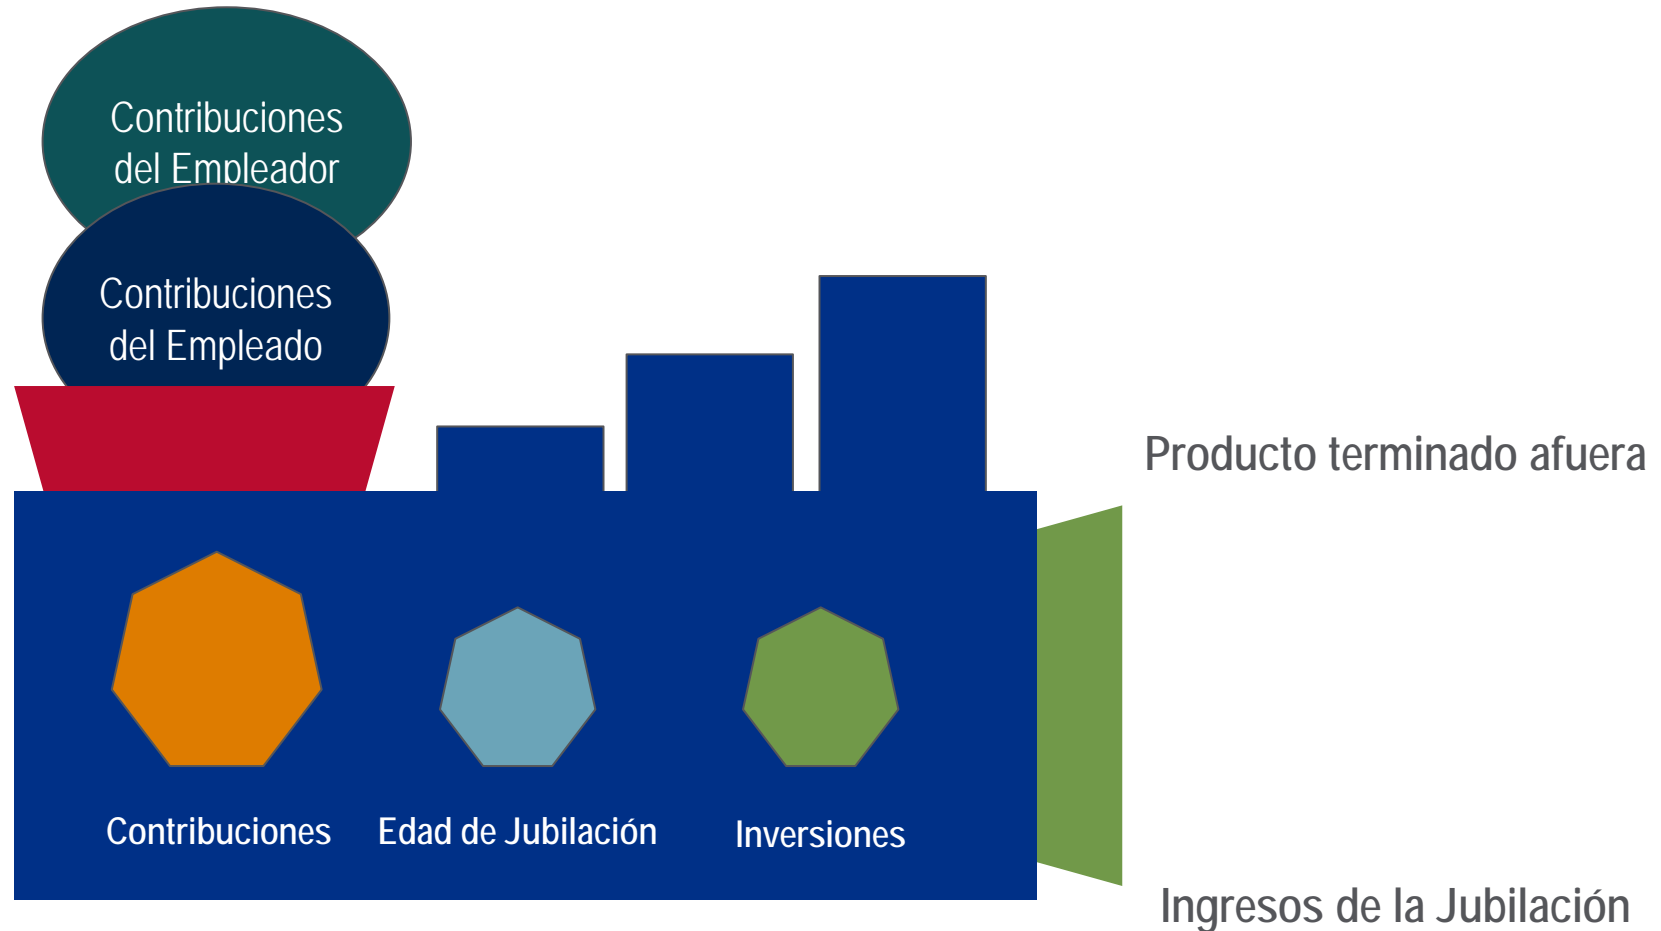 Contribuciones
del Empleador
Contribuciones
del Empleado
Producto terminado afuera
Contribuciones
Edad de Jubilación
Inversiones
Ingresos de la Jubilación